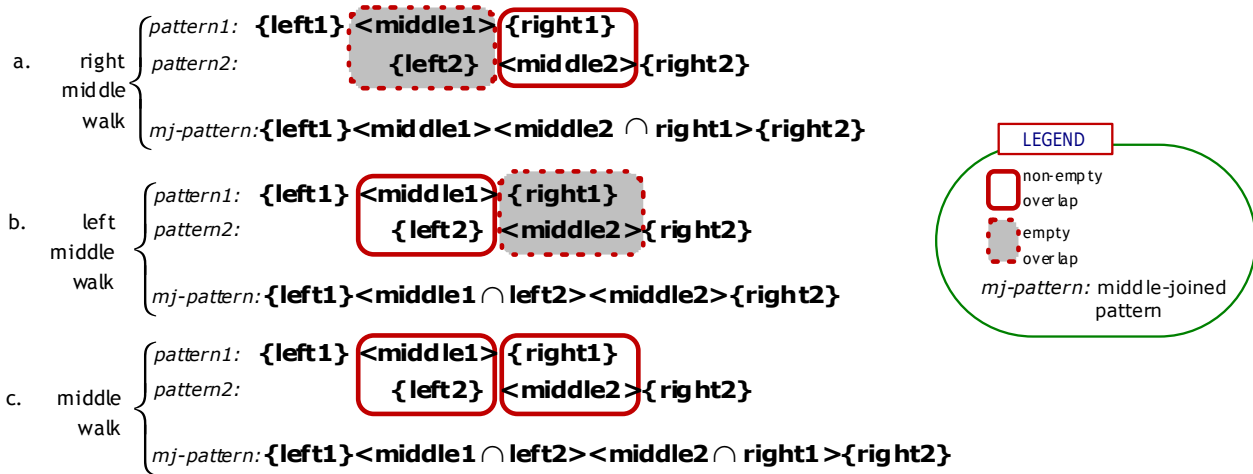 pattern1: {left1} <middle1> {right1}
a. right pattern2: {left2} <middle2>{right2}
middle
walk mj-pattern: {left1}<middle1><middle2 ∩ right1>{right2}
pattern1: {left1} <middle1> {right1}
b. left pattern2: {left2} <middle2>{right2}
middle
walk mj-pattern: {left1}<middle1 ∩ left2><middle2>{right2}
pattern1: {left1} <middle1> {right1}
c. middle pattern2: {left2} <middle2>{right2}
walk
mj-pattern: {left1}<middle1 ∩ left2><middle2 ∩ right1>{right2}
LEGEND
non-empty
overlap
empty
overlap
mj-pattern: middle-joined
pattern